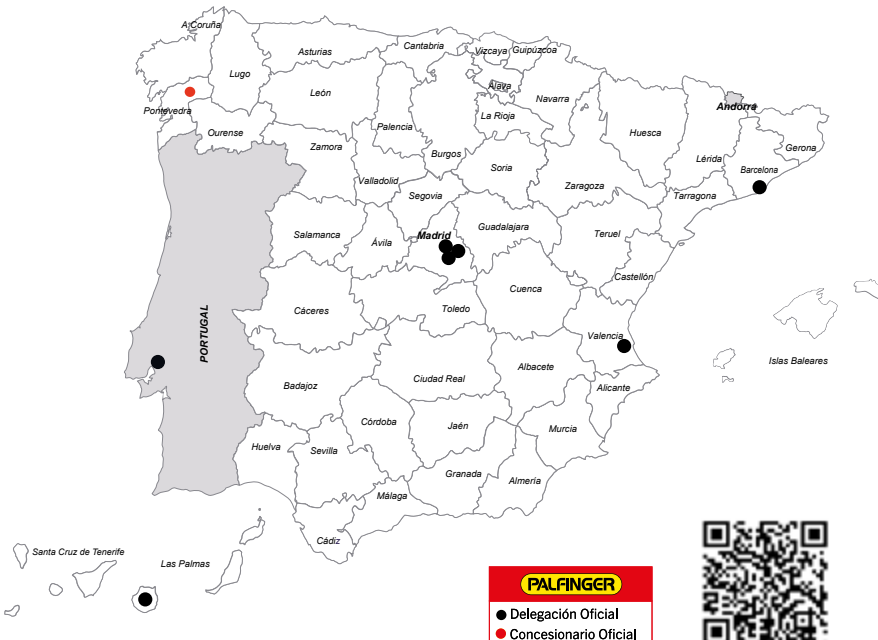 A Coruña
Asturias
Cantabria
Vizcaya
Guipúzcoa
Lugo
Álava
León
Navarra
Andorra
Pontevedra
La Rioja
Palencia
Huesca
Ourense
Gerona
Zamora
Burgos
Lérida
Soria
Barcelona
Valladolid
Zaragoza
Segovia
Tarragona
Salamanca
Ávila
Madrid
Guadalajara
Teruel
Castellón
Cuenca
Cáceres
Toledo
PORTUGAL
Valencia
Islas Baleares
Albacete
Ciudad Real
Badajoz
Alicante
Córdoba
Jaén
Murcia
Huelva
Sevilla
Granada
Almería
Málaga
Cádiz
Santa Cruz de Tenerife
Las Palmas
PALFINGER
Delegación Oficial
Concesionario Oficial